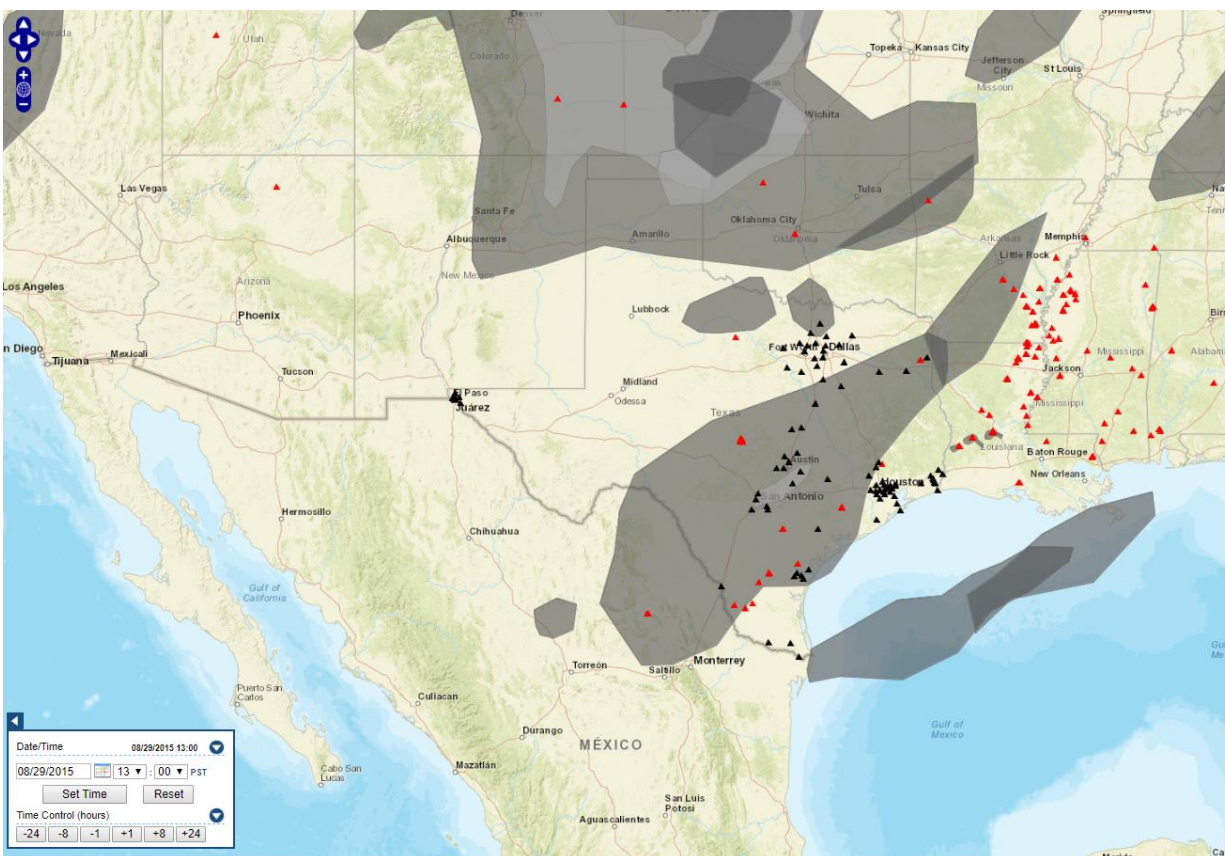 Springfield
Nevada
Utah
Denver
Colorado
Topeka
Kansas City
Jefferson
City
St Louis
Missouri
Wichita
Las Vegas
Santa Fe
Tulsa
Oklahoma City
Oklahoma
Albuquerque
Amarillo
New Mexico
Arkansas
Memphis
Little Rock
Los Angeles
Arizona
Phoenix
Lubbock
n Diego
Tijuana
Mexicali
Dallas
Mississippi
Alabama
Tucson
Midland
Odessa
Jackson
El Paso
Juárez
Texas
Mississippi
Louisiana
Baton Rouge
Austin
Houston
New Orleans
San Antonio
Hermosillo
Chihuahua
Gulf of
California
Torreón
Saltillo
Monterrey
Puerto San
Carlos
Culiacan
Durango
MÉXICO
Gulf of
Mexico
Cabo San
Lucas
Mazatlán
San Luis
Potosí
Aguascalientes
Date/Time 08/29/2015 13:00
08/29/2015 13 : 00 PST
Set Time Reset
Time Control (hours)
-24 -8 -1 +1 +8 +24